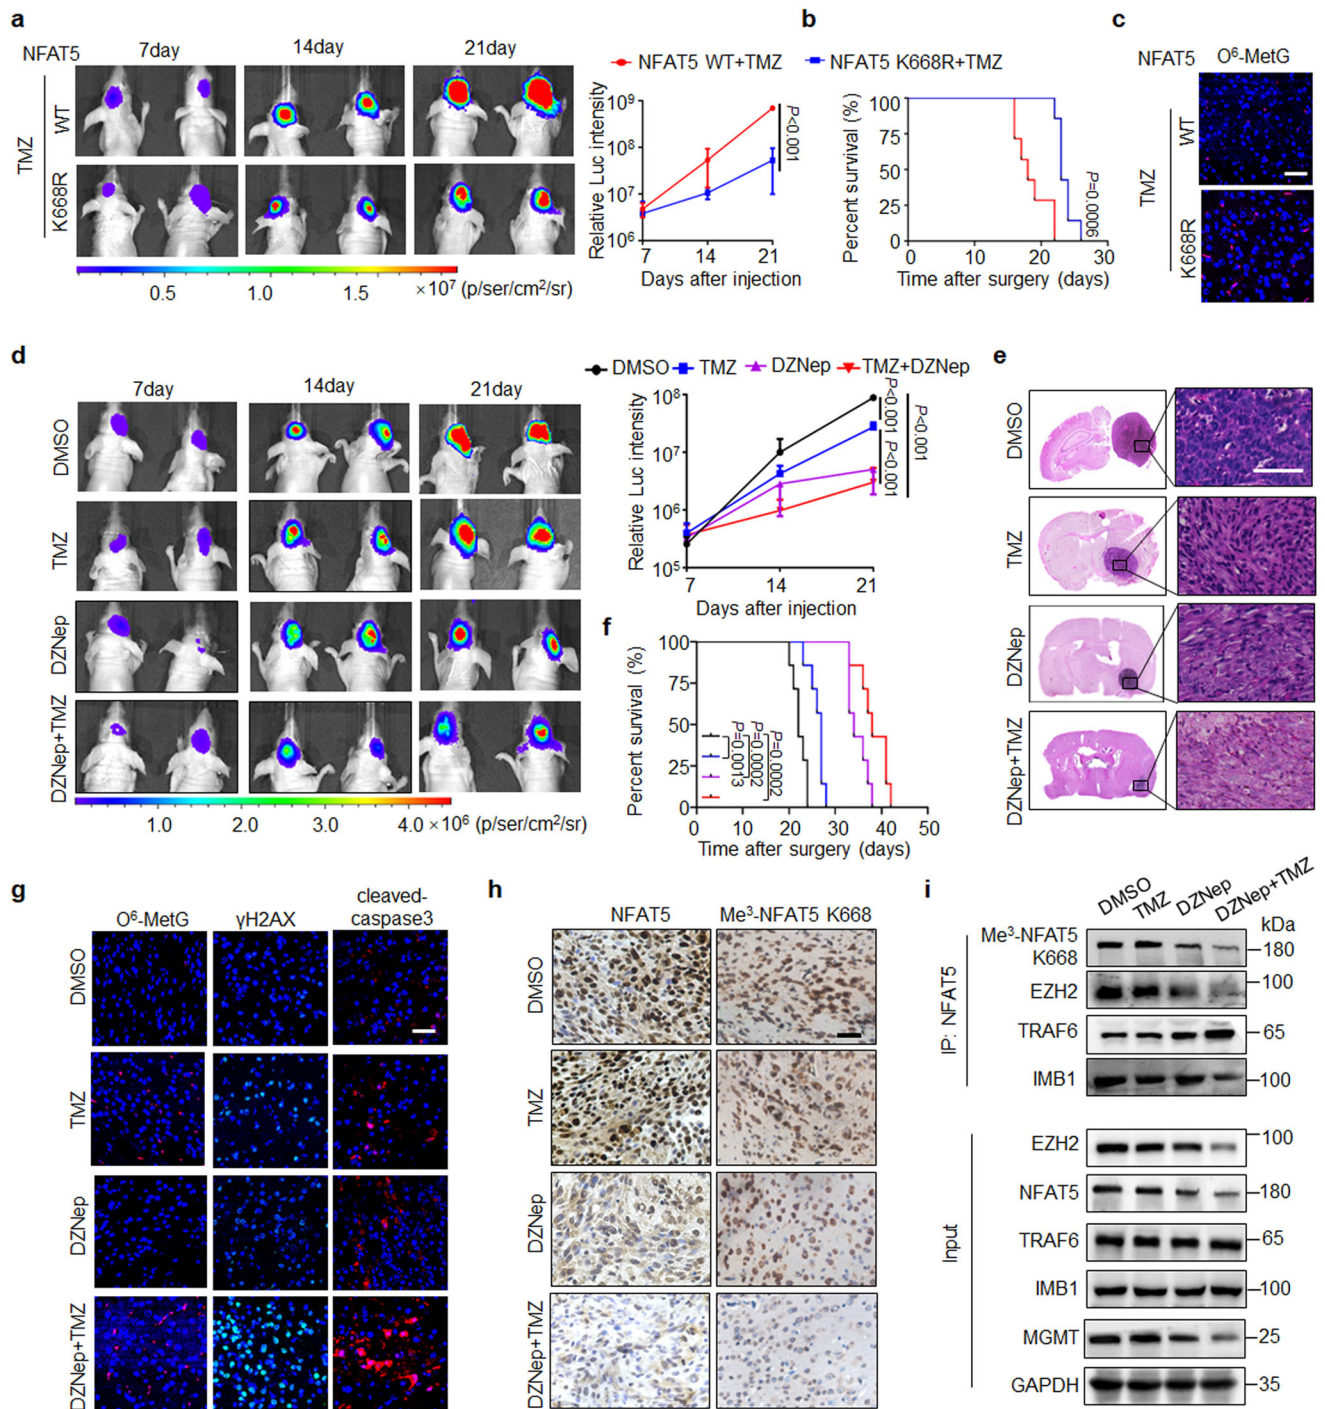 a
NFAT5
7day
14day
21day
TMZ
WT
K668R
0.5
1.0
1.5
×10⁷ (p/ser/cm²/sr)
NFAT5 WT+TMZ
NFAT5 K668R+TMZ
Relative Luc intensity
10⁹
10⁸
10⁷
10⁶
P<0.001
7
14
21
Days after injection
b
Percent survival (%)
100
75
50
25
0
P=0.0006
0
10
20
30
Time after surgery (days)
c
NFAT5
O⁶-MetG
TMZ
WT
K668R
d
7day
14day
21day
DMSO
TMZ
DZNep
DZNep+TMZ
1.0
2.0
3.0
4.0 ×10⁶ (p/ser/cm²/sr)
DMSO
TMZ
DZNep
TMZ+DZNep
Relative Luc intensity
10⁸
10⁷
10⁶
10⁵
P<0.001
P<0.001
P<0.001
7
14
21
Days after injection
e
DMSO
TMZ
DZNep
DZNep+TMZ
f
Percent survival (%)
100
75
50
25
0
P=0.0013
P=0.0002
P=0.0002
0
10
20
30
40
50
Time after surgery (days)
g
O⁶-MetG
γH2AX
cleaved-
caspase3
DMSO
TMZ
DZNep
DZNep+TMZ
h
NFAT5
Me³-NFAT5 K668
DMSO
TMZ
DZNep
DZNep+TMZ
i
DMSO
TMZ
DZNep
DZNep+TMZ
kDa
IP: NFAT5
Me³-NFAT5
K668
180
EZH2
100
TRAF6
65
IMB1
100
Input
EZH2
100
NFAT5
180
TRAF6
65
IMB1
100
MGMT
25
GAPDH
35